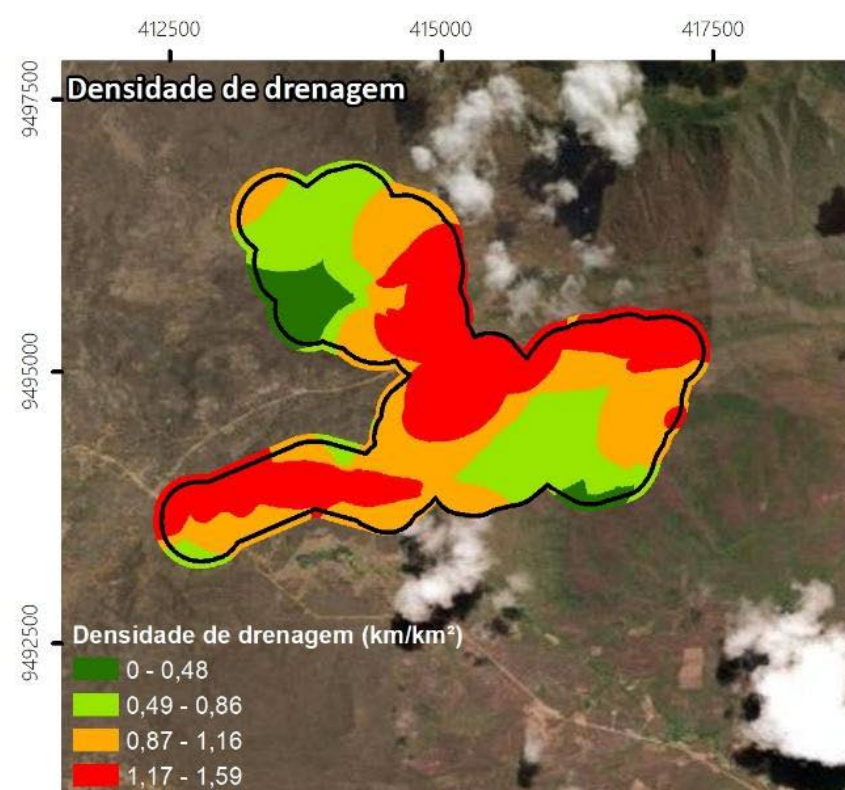 412500 415000 417500
9497500
Densidade de drenagem
9495000
9492500
Densidade de drenagem (km/km²)
0 - 0,48
0,49 - 0,86
0,87 - 1,16
1,17 - 1,59